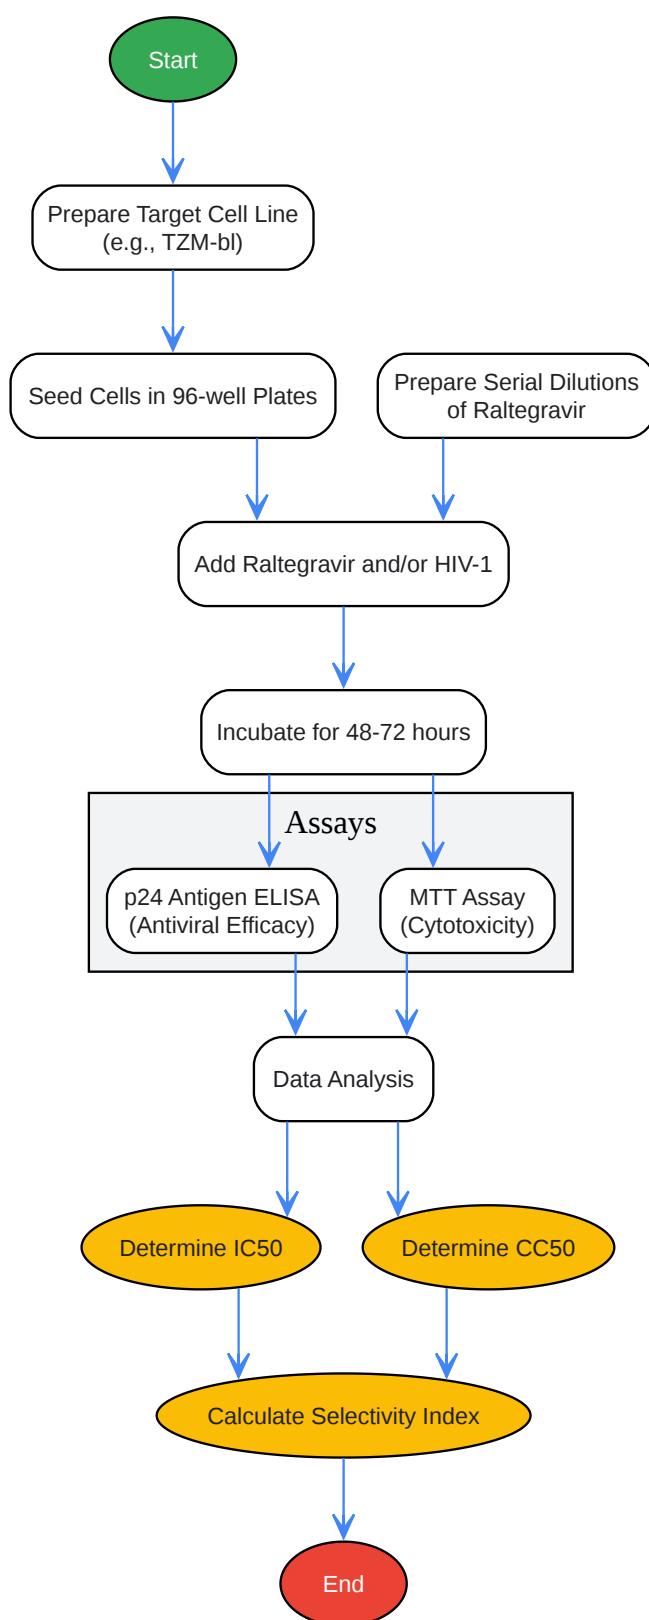 Start
Prepare Target Cell Line
(e.g., TZM-bl)
Seed Cells in 96-well Plates
Prepare Serial Dilutions
of Raltegravir
Add Raltegravir and/or HIV-1
Incubate for 48-72 hours
Assays
p24 Antigen ELISA
(Antiviral Efficacy)
MTT Assay
(Cytotoxicity)
Data Analysis
Determine IC50
Determine CC50
Calculate Selectivity Index
End